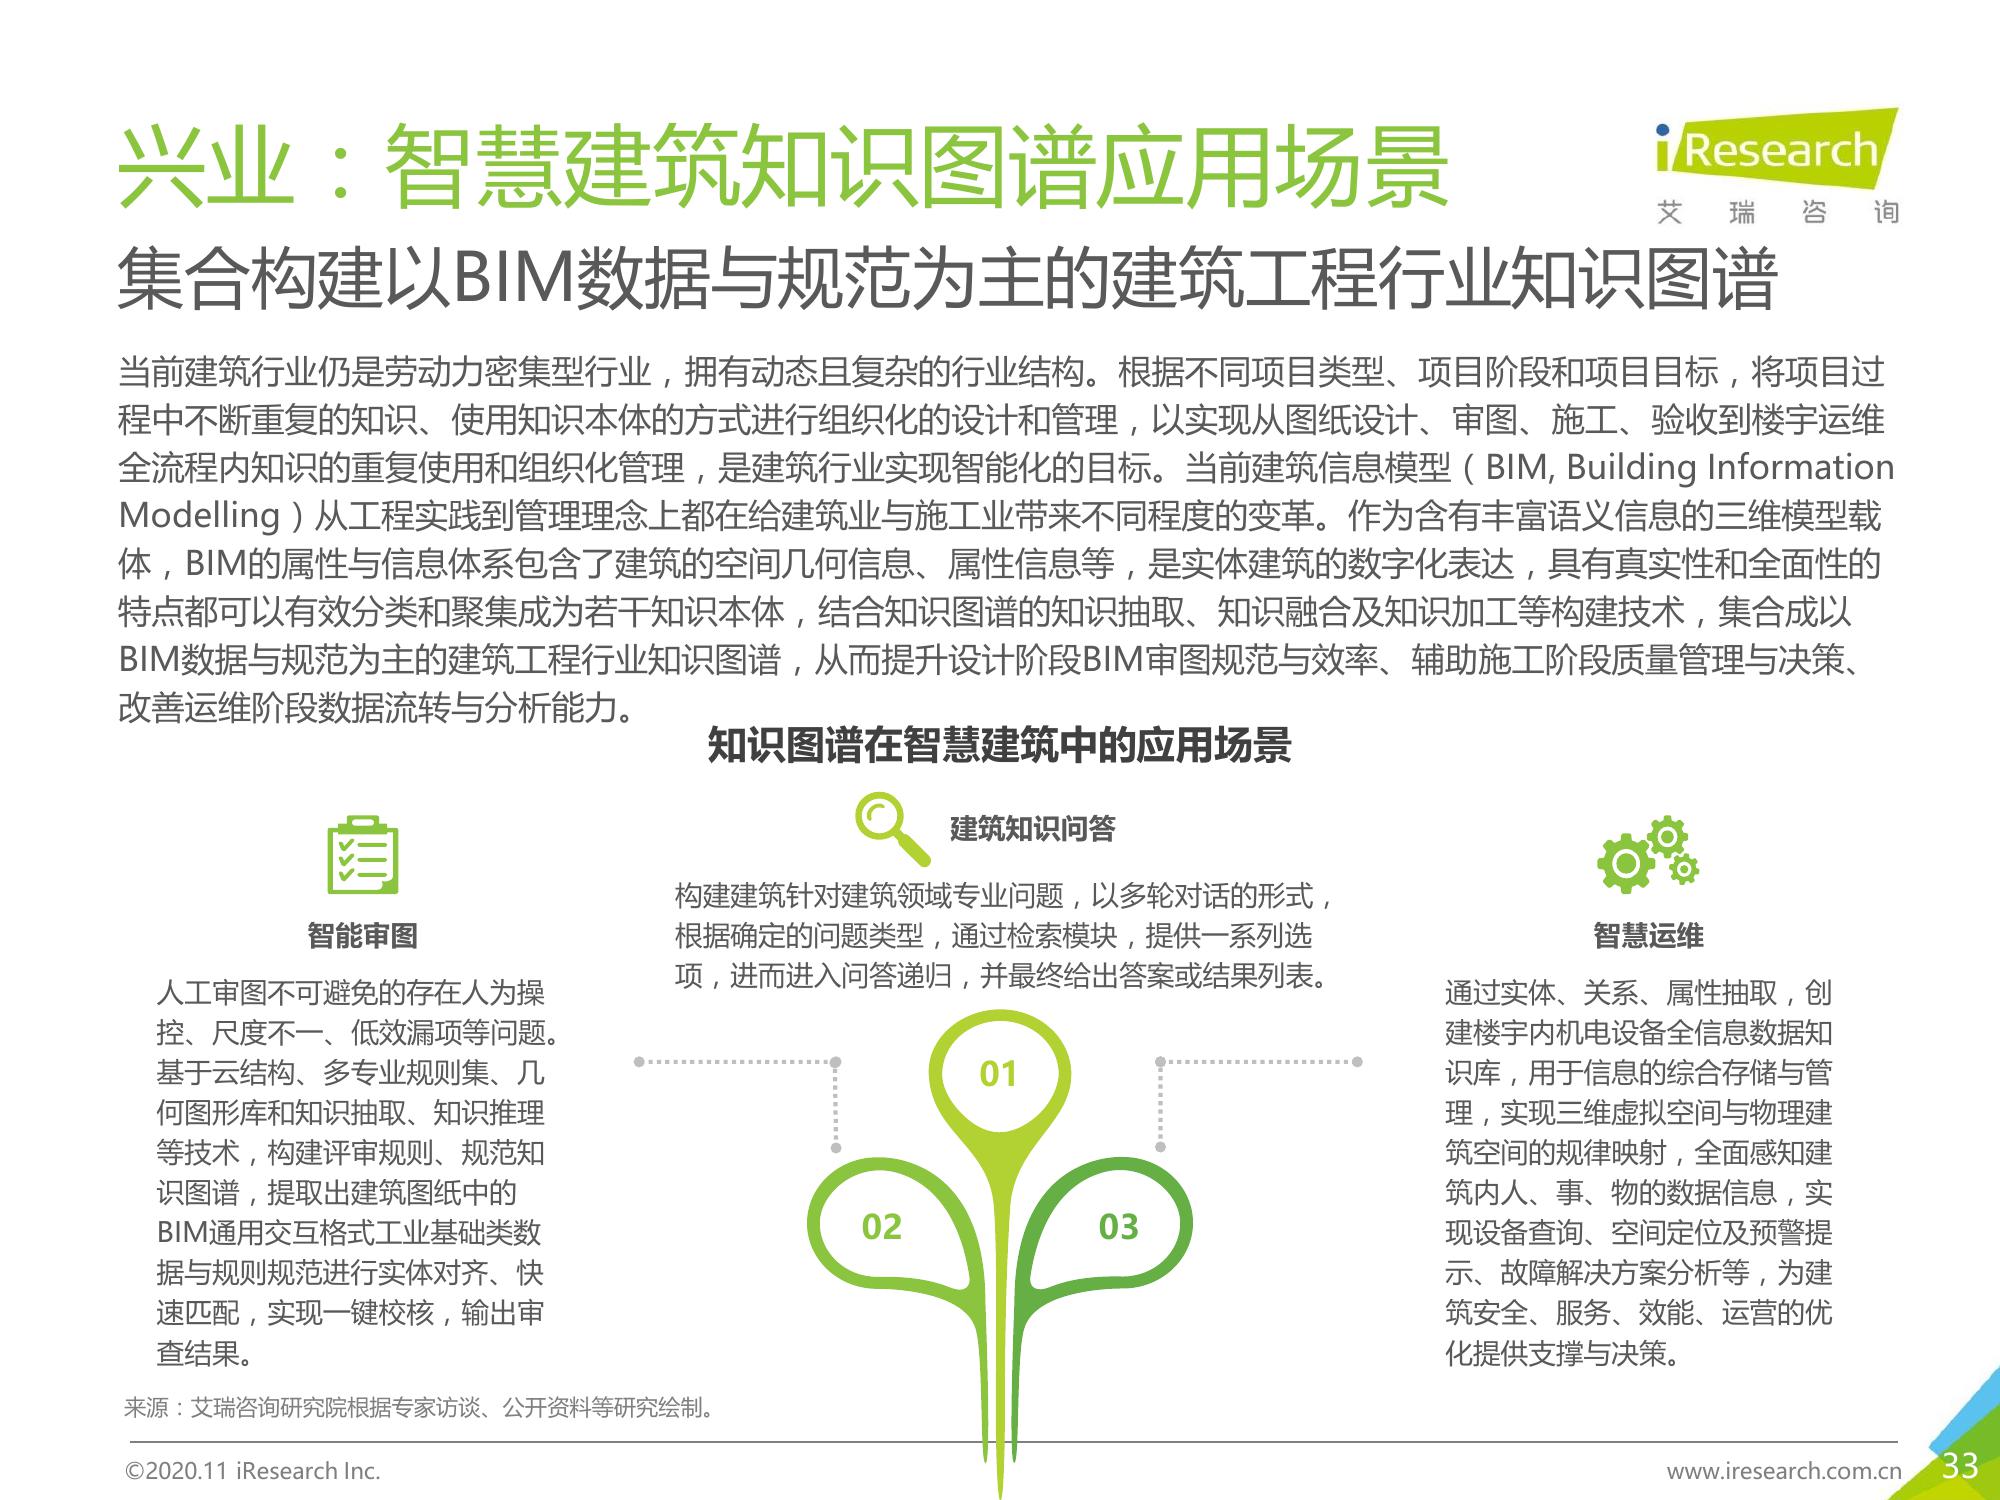 兴业：智慧建筑知识图谱应用场景
iResearch
艾瑞咨询
集合构建以BIM数据与规范为主的建筑工程行业知识图谱
当前建筑行业仍是劳动力密集型行业，拥有动态且复杂的行业结构。根据不同项目类型、项目阶段和项目目标，将项目过
程中不断重复的知识、使用知识本体的方式进行组织化的设计和管理，以实现从图纸设计、审图、施工、验收到楼宇运维
全流程内知识的重复使用和组织化管理，是建筑行业实现智能化的目标。当前建筑信息模型（BIM, Building Information
Modelling）从工程实践到管理理念上都在给建筑业与施工业带来不同程度的变革。作为含有丰富语义信息的三维模型载
体，BIM的属性与信息体系包含了建筑的空间几何信息、属性信息等，是实体建筑的数字化表达，具有真实性和全面性的
特点都可以有效分类和聚集成为若干知识本体，结合知识图谱的知识抽取、知识融合及知识加工等构建技术，集合成以
BIM数据与规范为主的建筑工程行业知识图谱，从而提升设计阶段BIM审图规范与效率、辅助施工阶段质量管理与决策、
改善运维阶段数据流转与分析能力。
知识图谱在智慧建筑中的应用场景
建筑知识问答
构建建筑针对建筑领域专业问题，以多轮对话的形式，
根据确定的问题类型，通过检索模块，提供一系列选
项，进而进入问答递归，并最终给出答案或结果列表。
智能审图
人工审图不可避免的存在人为操
控、尺度不一、低效漏项等问题。
基于云结构、多专业规则集、几
何图形库和知识抽取、知识推理
等技术，构建评审规则、规范知
识图谱，提取出建筑图纸中的
BIM通用交互格式工业基础类数
据与规则规范进行实体对齐、快
速匹配，实现一键校核，输出审
查结果。
01
02
03
智慧运维
通过实体、关系、属性抽取，创
建楼宇内机电设备全信息数据知
识库，用于信息的综合存储与管
理，实现三维虚拟空间与物理建
筑空间的规律映射，全面感知建
筑内人、事、物的数据信息，实
现设备查询、空间定位及预警提
示、故障解决方案分析等，为建
筑安全、服务、效能、运营的优
化提供支撑与决策。
来源：艾瑞咨询研究院根据专家访谈、公开资料等研究绘制。
©2020.11 iResearch Inc.
www.iresearch.com.cn
33